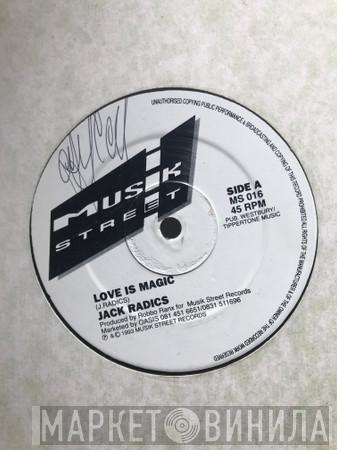 UNAUTHORISED COPYING PUBLIC PERFORMANCE & BROADCASTING OF THIS RECORD PROHIBITED ALL RIGHTS OF THE MANUFACTURER & OF THE OWNER OF THE RECORDED WORK RESERVED
MUSIK
STREET
SIDE A
MS 016
45 RPM
PUB. WESTBURY/
TIPPERTONE MUSIC
LOVE IS MAGIC
(J.RADICS)
JACK RADICS
Produced by Robbo Ranx for Musik Street Records
Marketed by OASIS 081 451 6651/0831 511696
℗ & © 1993 MUSIK STREET RECORDS
МАРКЕТ ВИНИЛА